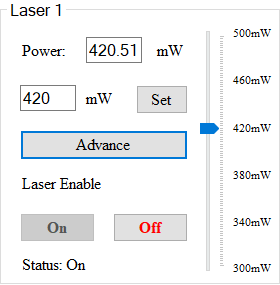 Laser 1
Power: 420.51 mW
420 mW Set
Advance
Laser Enable
On Off
Status: On
500mW
460mW
420mW
380mW
340mW
300mW